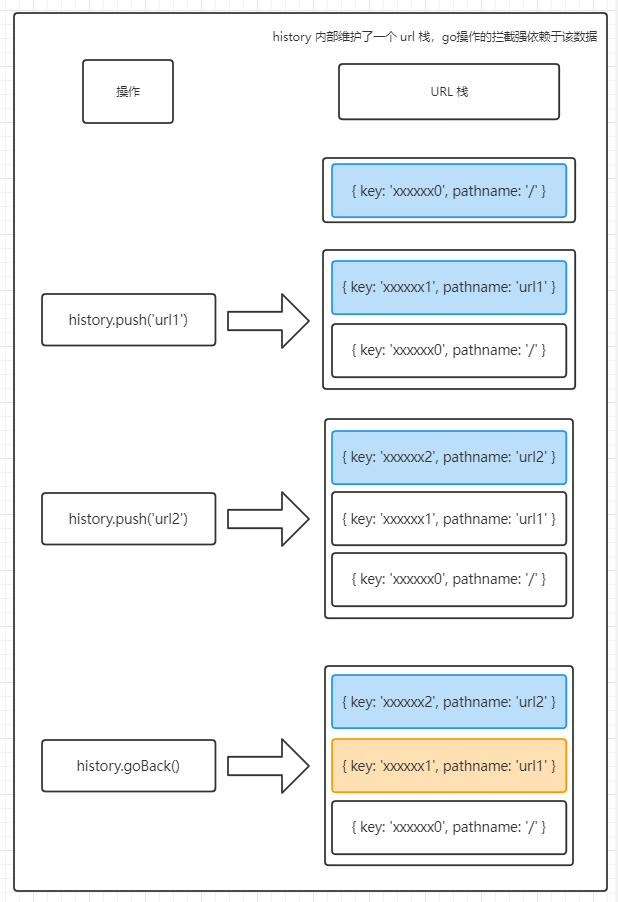 history 内部维护了一个 url 栈，go操作的拦截强依赖于该数据
操作
URL 栈
{ key: 'xxxxxx0', pathname: '/' }
history.push('url1')
{ key: 'xxxxxx1', pathname: 'url1' }
{ key: 'xxxxxx0', pathname: '/' }
history.push('url2')
{ key: 'xxxxxx2', pathname: 'url2' }
{ key: 'xxxxxx1', pathname: 'url1' }
{ key: 'xxxxxx0', pathname: '/' }
history.goBack()
{ key: 'xxxxxx2', pathname: 'url2' }
{ key: 'xxxxxx1', pathname: 'url1' }
{ key: 'xxxxxx0', pathname: '/' }